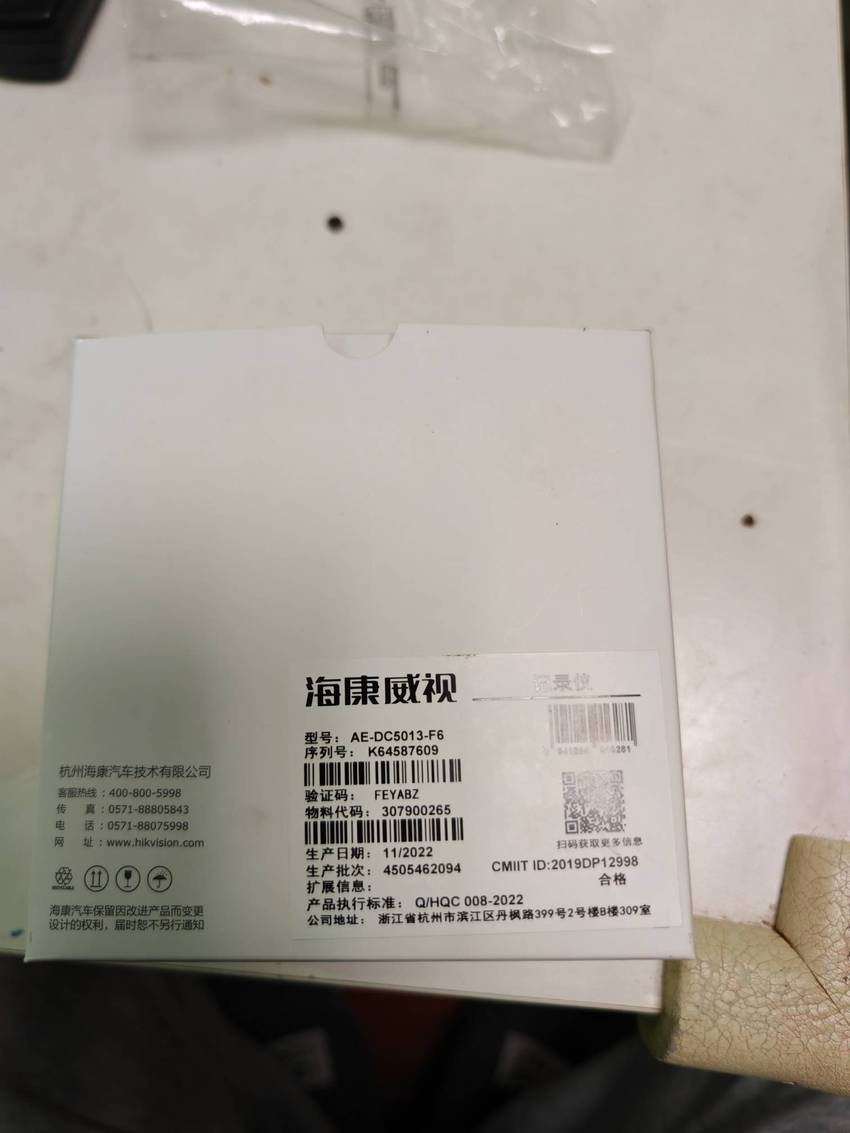 海康威视
记录仪
型号： AE-DC5013-F6
序列号： K64587609
验证码： FEYABZ
物料代码： 307900265
扫码获取更多信息
生产日期： 11/2022
生产批次： 4505462094
CMIIT ID:2019DP12998
合格
扩展信息：
产品执行标准： Q/HQC 008-2022
公司地址： 浙江省杭州市滨江区丹枫路399号2号楼B楼309室
杭州海康汽车技术有限公司
客服热线：400-800-5998
传 真：0571-88805843
电 话：0571-88075998
网 址：www.hikvision.com
海康汽车保留因改进产品而变更
设计的权利，届时恕不另行通知